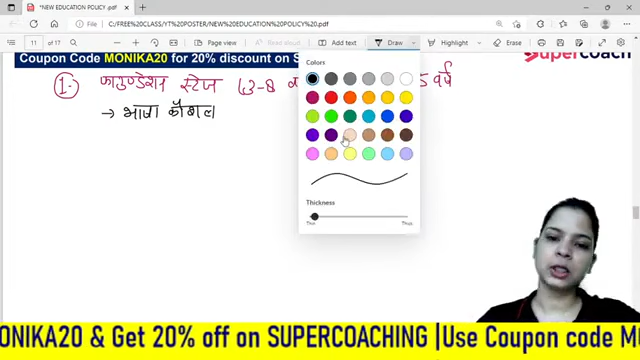 *NEW EDUCATION POLICY.pdf
File C:/FREE%20CLASS/YT%20POSTER/NEW%20EDUCATION%20POLICY%20.pdf
11 of 17
Page view
Read aloud
Add text
Draw
Highlight
Erase
Coupon Code MONIKA20 for 20% discount on S
supercoach
① फाउण्डेशन स्टेज (3-8 5 वर्ष
→ भाषा कौशल
Colors
Thickness
Thin Thick
MONIKA20 & Get 20% off on SUPERCOACHING |Use Coupon code M